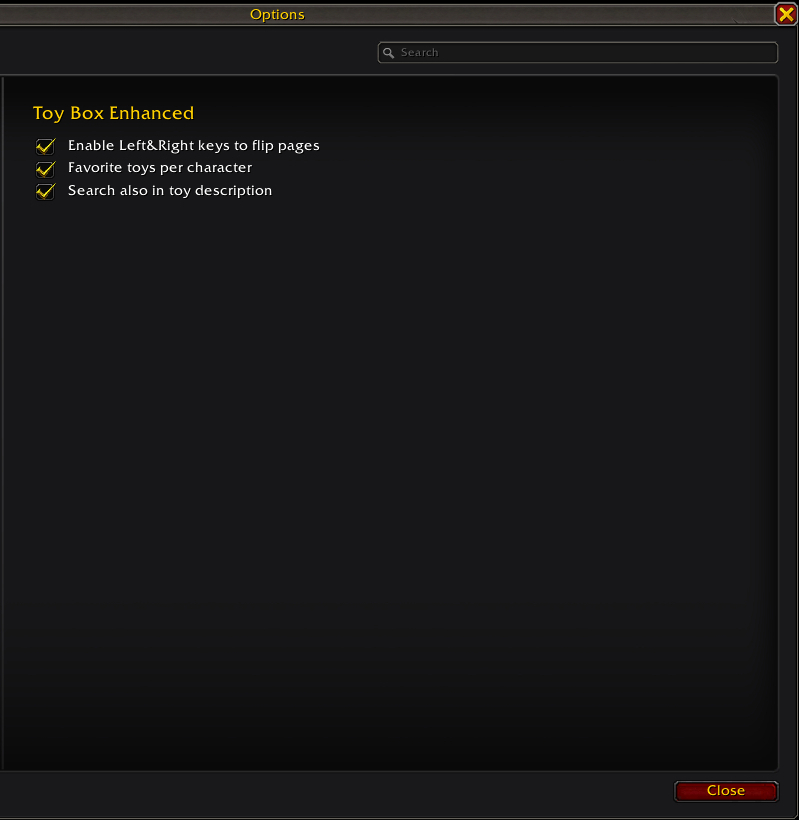 Options
Search
Toy Box Enhanced
Enable Left&Right keys to flip pages
Favorite toys per character
Search also in toy description
Close